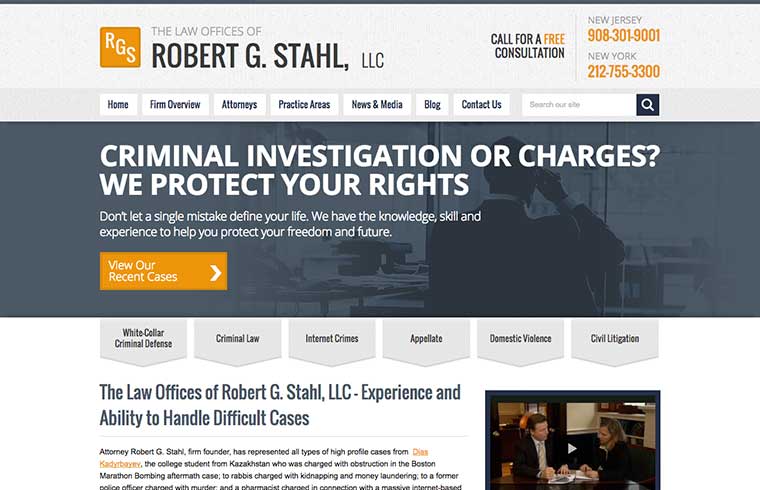 RGS
THE LAW OFFICES OF
ROBERT G. STAHL, LLC
CALL FOR A FREE
CONSULTATION
NEW JERSEY
908-301-9001
NEW YORK
212-755-3300
Home
Firm Overview
Attorneys
Practice Areas
News & Media
Blog
Contact Us
Search our site
CRIMINAL INVESTIGATION OR CHARGES?
WE PROTECT YOUR RIGHTS
Don't let a single mistake define your life. We have the knowledge, skill and
experience to help you protect your freedom and future.
View Our
Recent Cases
White-Collar
Criminal Defense
Criminal Law
Internet Crimes
Appellate
Domestic Violence
Civil Litigation
The Law Offices of Robert G. Stahl, LLC - Experience and
Ability to Handle Difficult Cases
Attorney Robert G. Stahl, firm founder, has represented all types of high profile cases from Dias
Kadyrbayev, the college student from Kazakhstan who was charged with obstruction in the Boston
Marathon Bombing aftermath case; to rabbis charged with kidnapping and money laundering; to a former
police officer charged with murder; and a pharmacist charged in connection with a massive internet-based